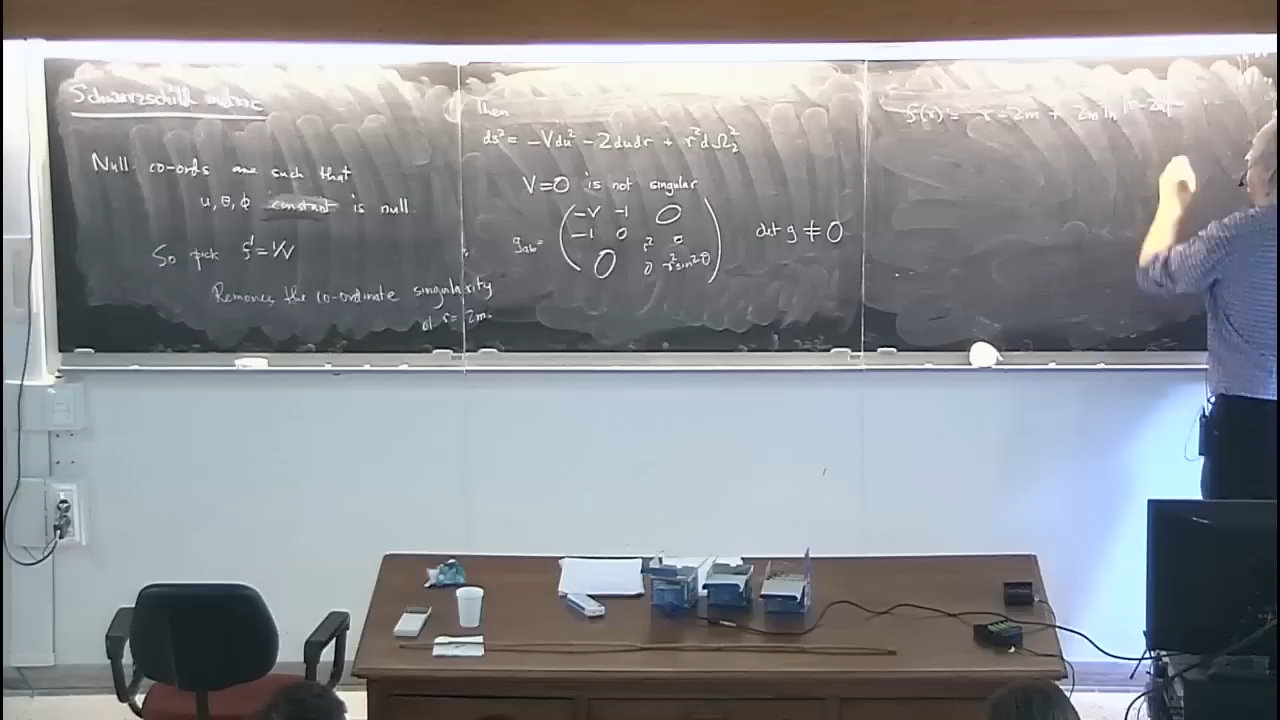 Schwarzschild metric
Null co-ords are such that
u, θ, φ constant is null.
So pick ξ' = 1/V
Removes the co-ordinate singularity
at r = 2m.
Then
ds² = -Vdu² - 2dudr + r²dΩ₂²
V=0 is not singular
g_ab = ( -V -1 0
-1 0
r² 0
0 0 r²sin²θ )
det g ≠ 0
ξ(r) = r - 2m + 2m ln